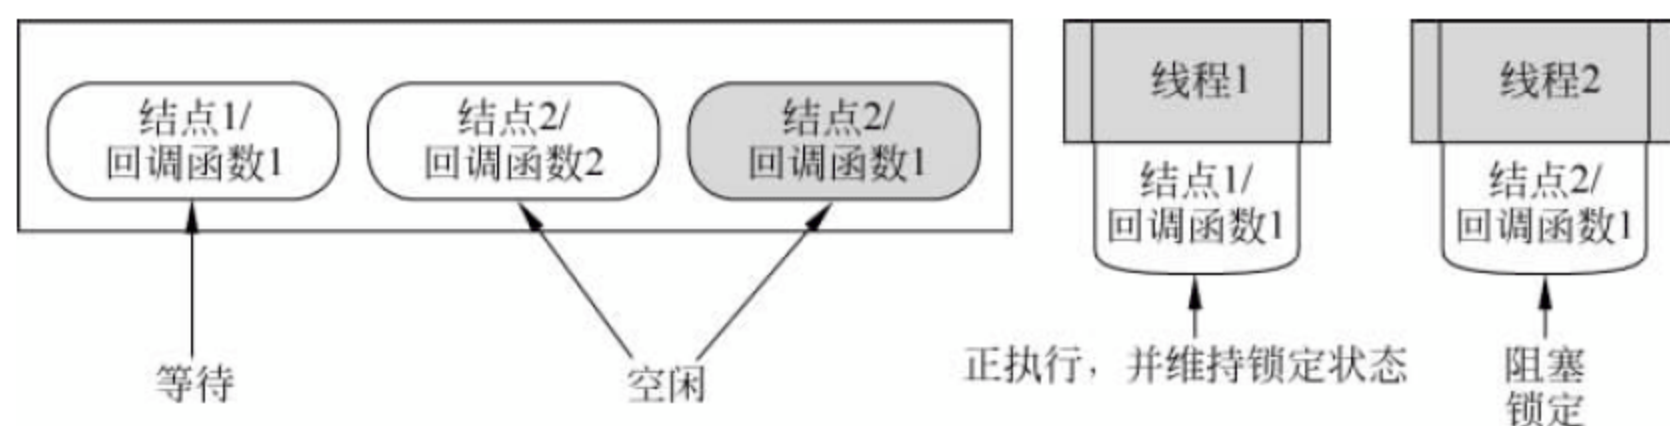 结点1/
回调函数1
结点2/
回调函数2
结点2/
回调函数1
线程1
结点1/
回调函数1
线程2
结点2/
回调函数1
等待
空闲
正执行，并维持锁定状态
阻塞
锁定